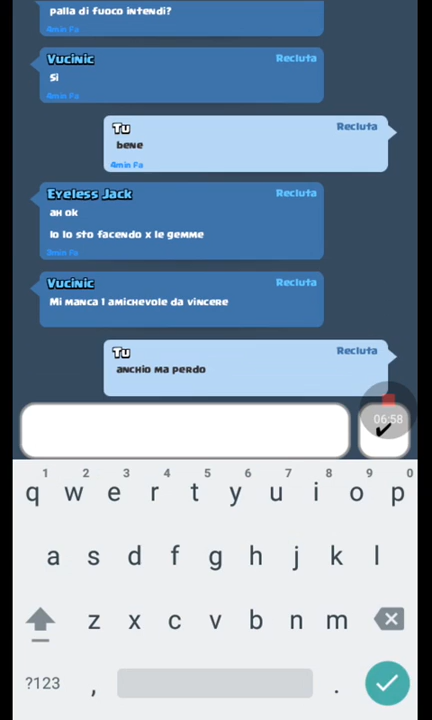 palla di fuoco intendi?
4min Fa
Vucinic
Recluta
Si
4min Fa
Tu
Recluta
bene
4min Fa
Eyeless Jack
Recluta
ah ok
Io lo sto facendo x le gemme
3min Fa
Vucinic
Recluta
Mi manca 1 amichevole da vincere
Tu
Recluta
anchio ma perdo
06:58
1 2 3 4 5 6 7 8 9 0
q w e r t y u i o p
a s d f g h j k l
z x c v b n m
?123 , .